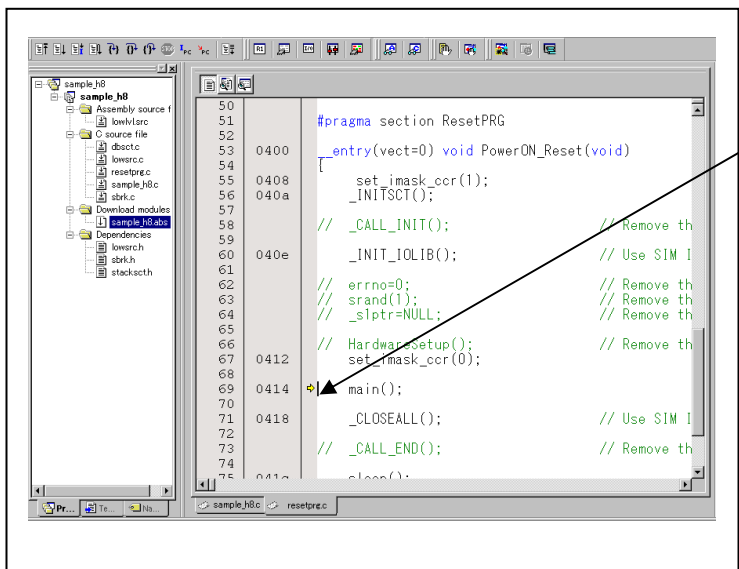 sample_h8
sample_h8
Assembly source f
lowlvl.src
C source file
dbsct.c
lowsrc.c
resetprg.c
sample_h8.c
sbrk.c
Download modules
sample_h8.abs
Dependencies
lowsrc.h
sbrk.h
stacksct.h
Pr... Te... Na...
50
51 #pragma section ResetPRG
52
53 0400 __entry(vect=0) void PowerON_Reset(void)
54 {
55 0408 set_imask_ccr(1);
56 040a _INITSCT();
57
58 // _CALL_INIT(); // Remove th
59
60 040e _INIT_IOLIB(); // Use SIM I
61
62 // errno=0; // Remove th
63 // srand(1); // Remove th
64 // _slptr=NULL; // Remove th
65
66 // HardwareSetup(); // Remove th
67 0412 set_imask_ccr(0);
68
69 0414 main();
70
71 0418 _CLOSEALL(); // Use SIM I
72
73 // _CALL_END(); // Remove th
74
75 sleep();
sample_h8.c resetprg.c